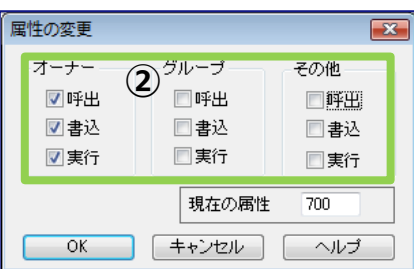 属性の変更
オーナー ② グループ その他
呼出 呼出 呼出
書込 書込 書込
実行 実行 実行
現在の属性 700
OK キャンセル ヘルプ